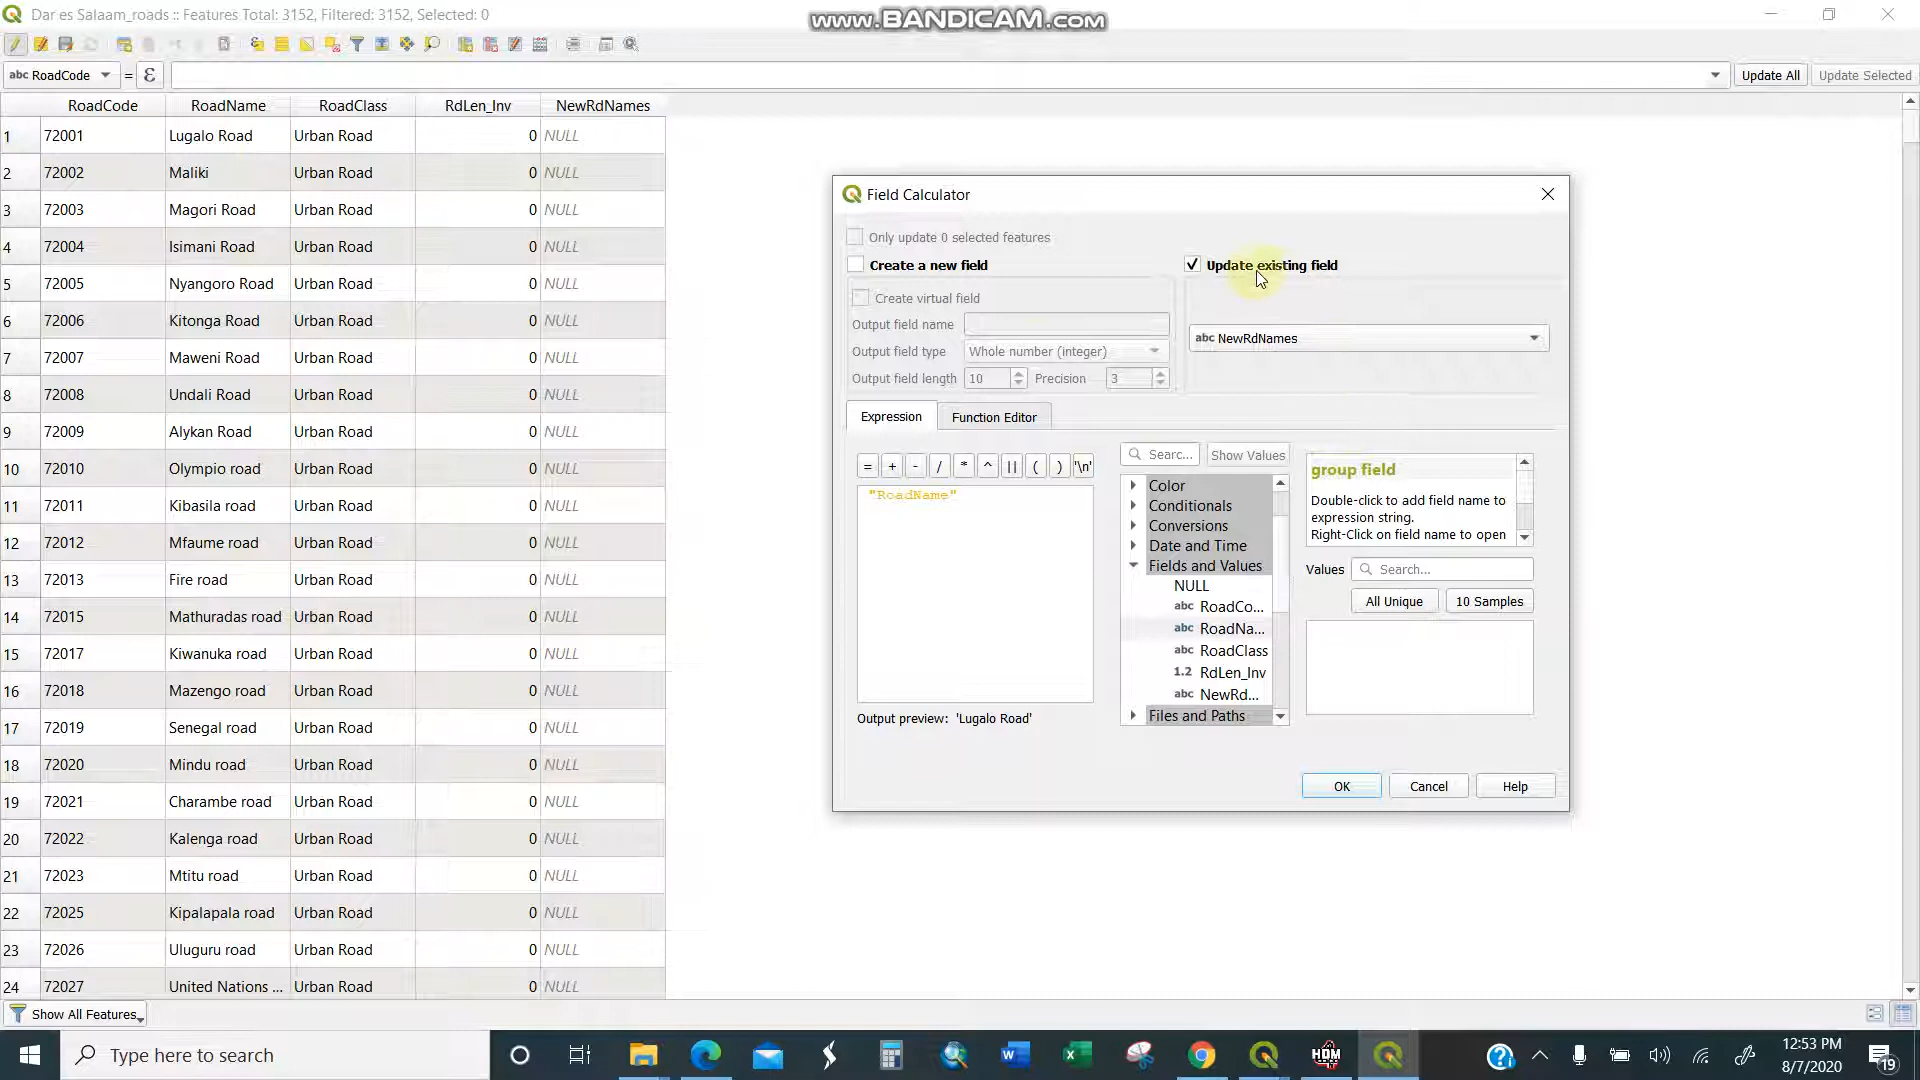 Dar es Salaam_roads :: Features Total: 3152, Filtered: 3152, Selected: 0
www.BANDICAM.com
abc RoadCode = ε Update All Update Selected
RoadCode RoadName RoadClass RdLen_Inv NewRdNames
1 72001 Lugalo Road Urban Road 0 NULL
2 72002 Maliki Urban Road 0 NULL
3 72003 Magori Road Urban Road 0 NULL
4 72004 Isimani Road Urban Road 0 NULL
5 72005 Nyangoro Road Urban Road 0 NULL
6 72006 Kitonga Road Urban Road 0 NULL
7 72007 Maweni Road Urban Road 0 NULL
8 72008 Undali Road Urban Road 0 NULL
9 72009 Alykan Road Urban Road 0 NULL
10 72010 Olympio road Urban Road 0 NULL
11 72011 Kibasila road Urban Road 0 NULL
12 72012 Mfaume road Urban Road 0 NULL
13 72013 Fire road Urban Road 0 NULL
14 72015 Mathuradas road Urban Road 0 NULL
15 72017 Kiwanuka road Urban Road 0 NULL
16 72018 Mazengo road Urban Road 0 NULL
17 72019 Senegal road Urban Road 0 NULL
18 72020 Mindu road Urban Road 0 NULL
19 72021 Charambe road Urban Road 0 NULL
20 72022 Kalenga road Urban Road 0 NULL
21 72023 Mtitu road Urban Road 0 NULL
22 72025 Kipalapala road Urban Road 0 NULL
23 72026 Uluguru road Urban Road 0 NULL
24 72027 United Nations ... Urban Road 0 NULL
Show All Features
Field Calculator
Only update 0 selected features
Create a new field
Update existing field
Create virtual field
Output field name
abc NewRdNames
Output field type Whole number (integer)
Output field length 10 Precision 3
Expression Function Editor
= + - / * ^ || ( ) '\n'
"RoadName"
Output preview: 'Lugalo Road'
Searc... Show Values
Color
Conditionals
Conversions
Date and Time
Fields and Values
NULL
abc RoadCo...
abc RoadNa...
abc RoadClass
1.2 RdLen_Inv
abc NewRd...
Files and Paths
group field
Double-click to add field name to
expression string.
Right-Click on field name to open
Values Search...
All Unique 10 Samples
OK Cancel Help
Type here to search
HDM
12:53 PM
8/7/2020
19